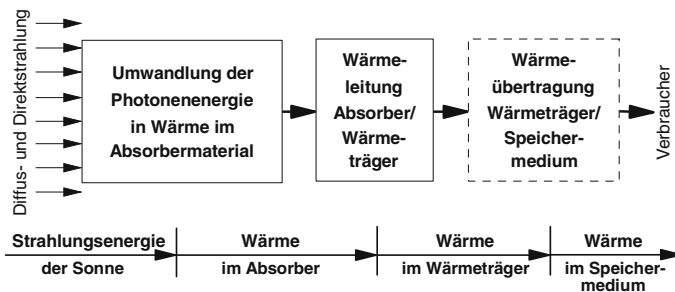 Diffus- und Direktstrahlung
Umwandlung der
Photonenenergie
in Wärme im
Absorbermaterial
Wärme-
leitung
Absorber/
Wärme-
träger
Wärme-
übertragung
Wärmeträger/
Speicher-
medium
Verbraucher
Strahlungsenergie
der Sonne
Wärme
im Absorber
Wärme
im Wärmeträger
Wärme
im Speicher-
medium